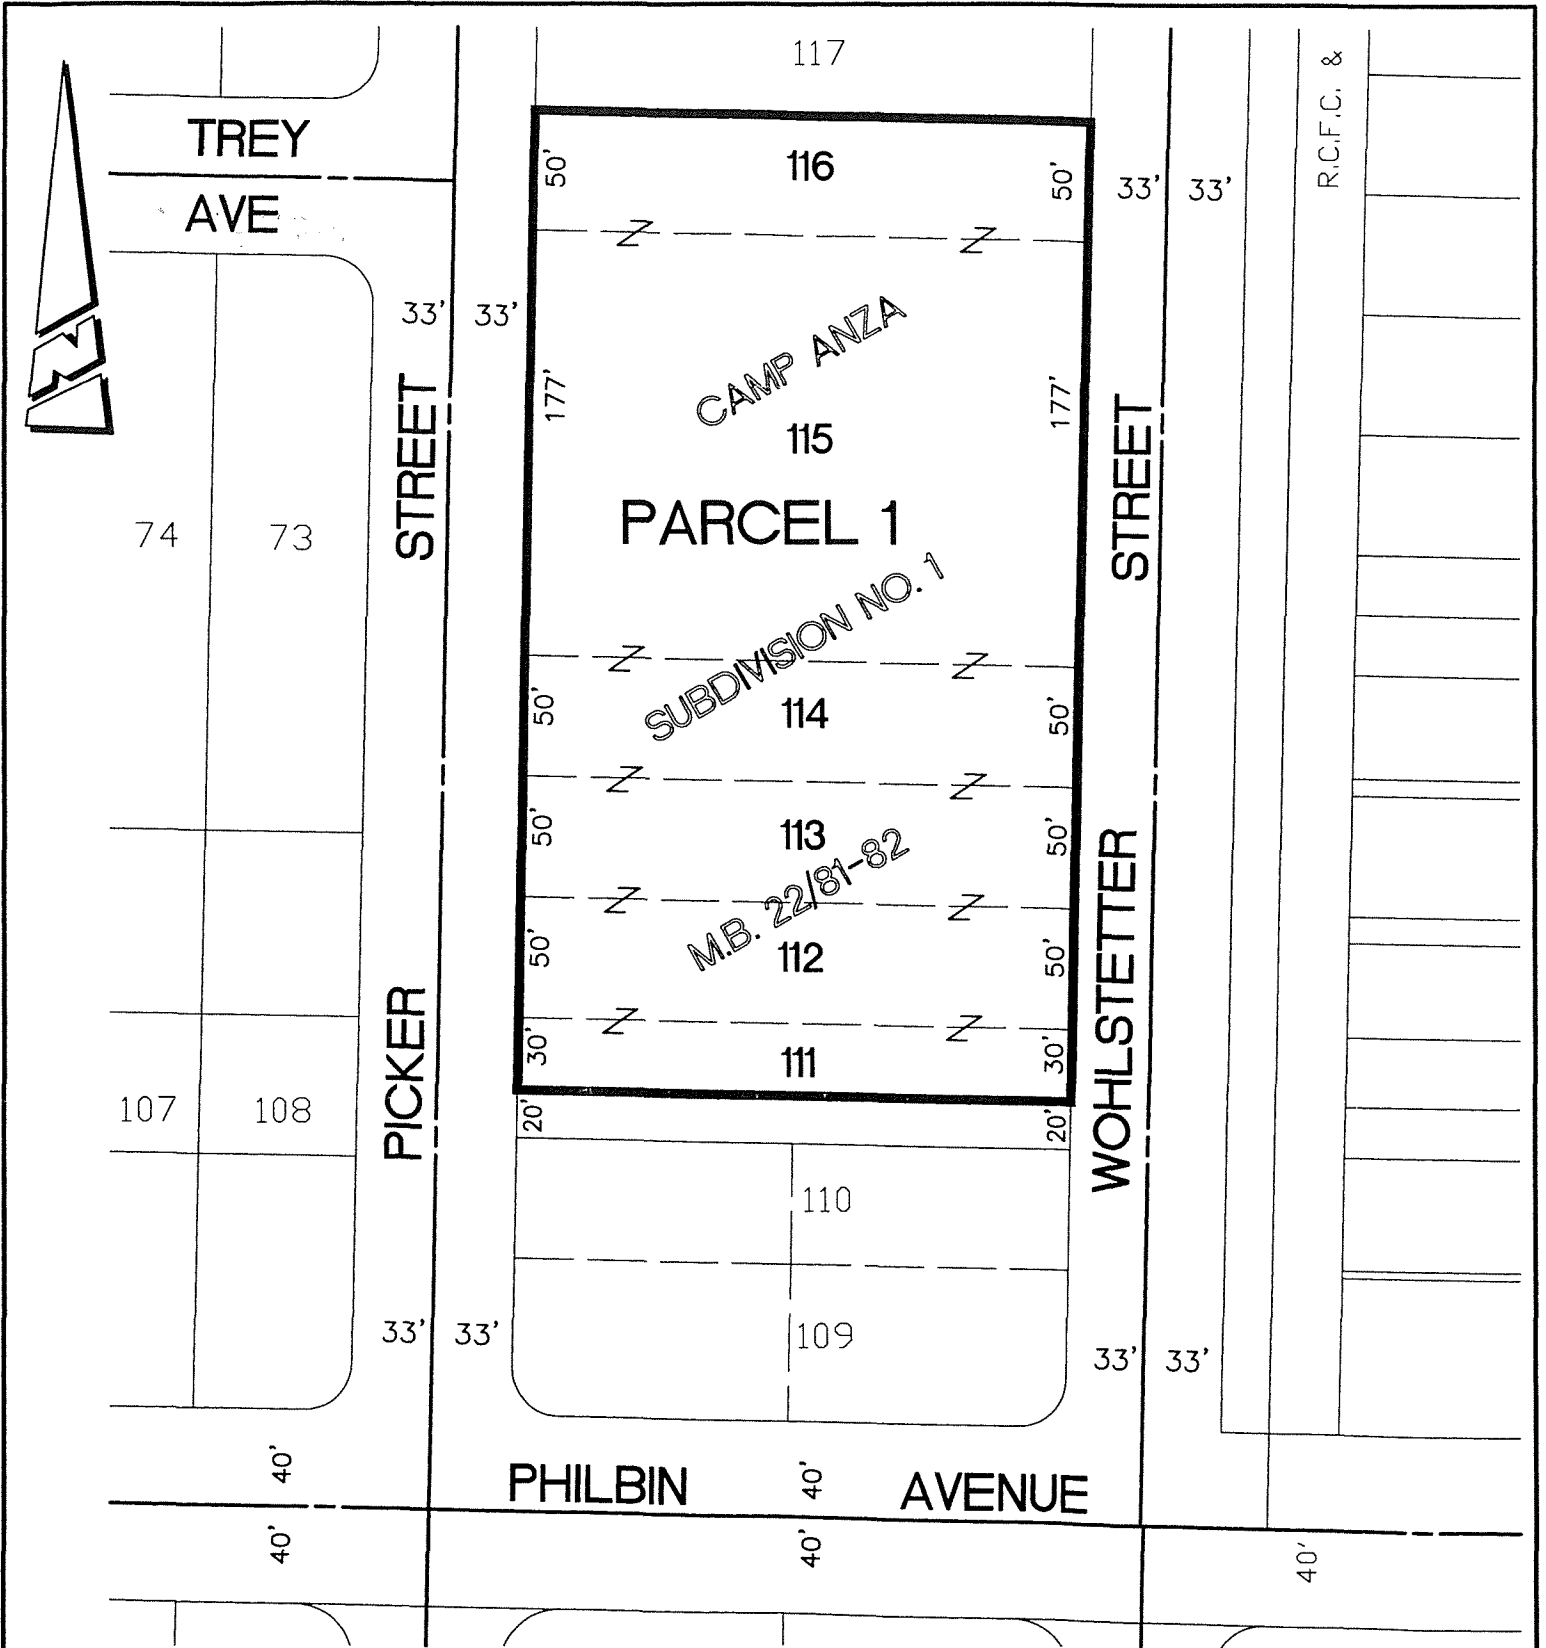 117
R.C.F.C. &
TREY
AVE
N
50'
116
50'
33' 33'
33' 33'
CAMP ANZA
177'
177'
115
STREET
STREET
PARCEL 1
74
73
SUBDIVISION NO. 1
50'
114
50'
50'
113
50'
M.B. 22/81-82
50'
112
50'
PICKER
WOHLSTETTER
30'
111
30'
107
108
20'
20'
110
109
33' 33'
33' 33'
40'
PHILBIN
40'
AVENUE
40'
40'
40'